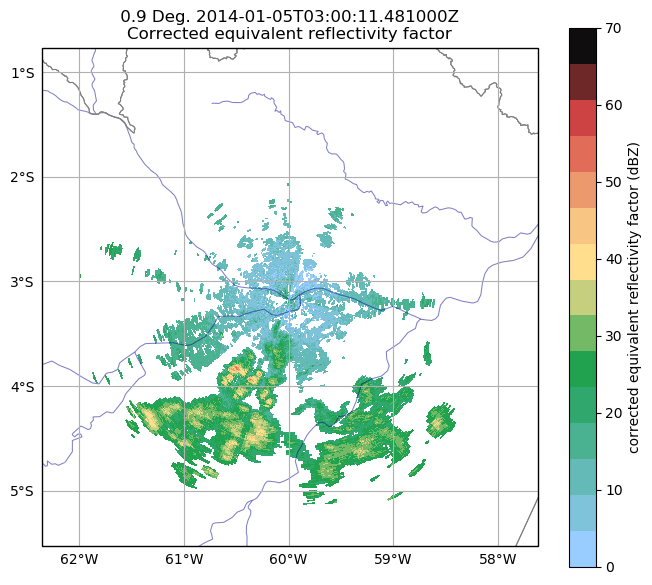 0.9 Deg. 2014-01-05T03:00:11.481000Z
Corrected equivalent reflectivity factor
1°S
2°S
3°S
4°S
5°S
62°W
61°W
60°W
59°W
58°W
70
60
50
40
30
20
10
0
corrected equivalent reflectivity factor (dBZ)